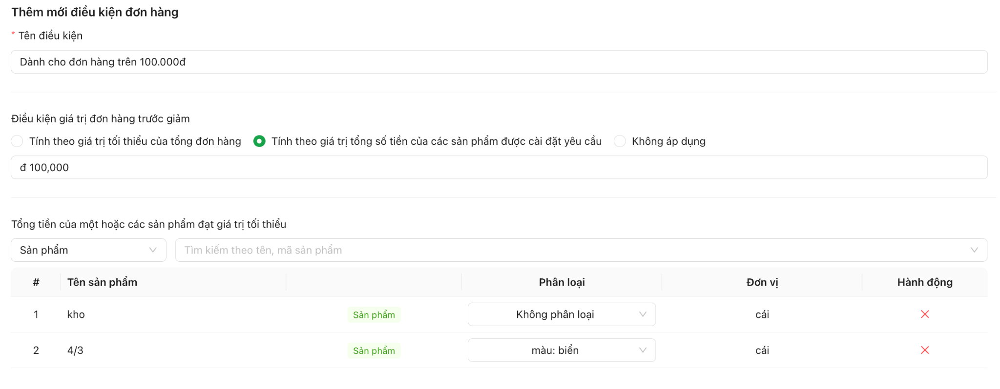 Thêm mới điều kiện đơn hàng
* Tên điều kiện
Dành cho đơn hàng trên 100.000đ
Điều kiện giá trị đơn hàng trước giảm
Tính theo giá trị tối thiểu của tổng đơn hàng Tính theo giá trị tổng số tiền của các sản phẩm được cài đặt yêu cầu Không áp dụng
đ 100,000
Tổng tiền của một hoặc các sản phẩm đạt giá trị tối thiểu
Sản phẩm Tìm kiếm theo tên, mã sản phẩm
# Tên sản phẩm Phân loại Đơn vị Hành động
1 kho Sản phẩm Không phân loại cái
2 4/3 Sản phẩm màu: biển cái